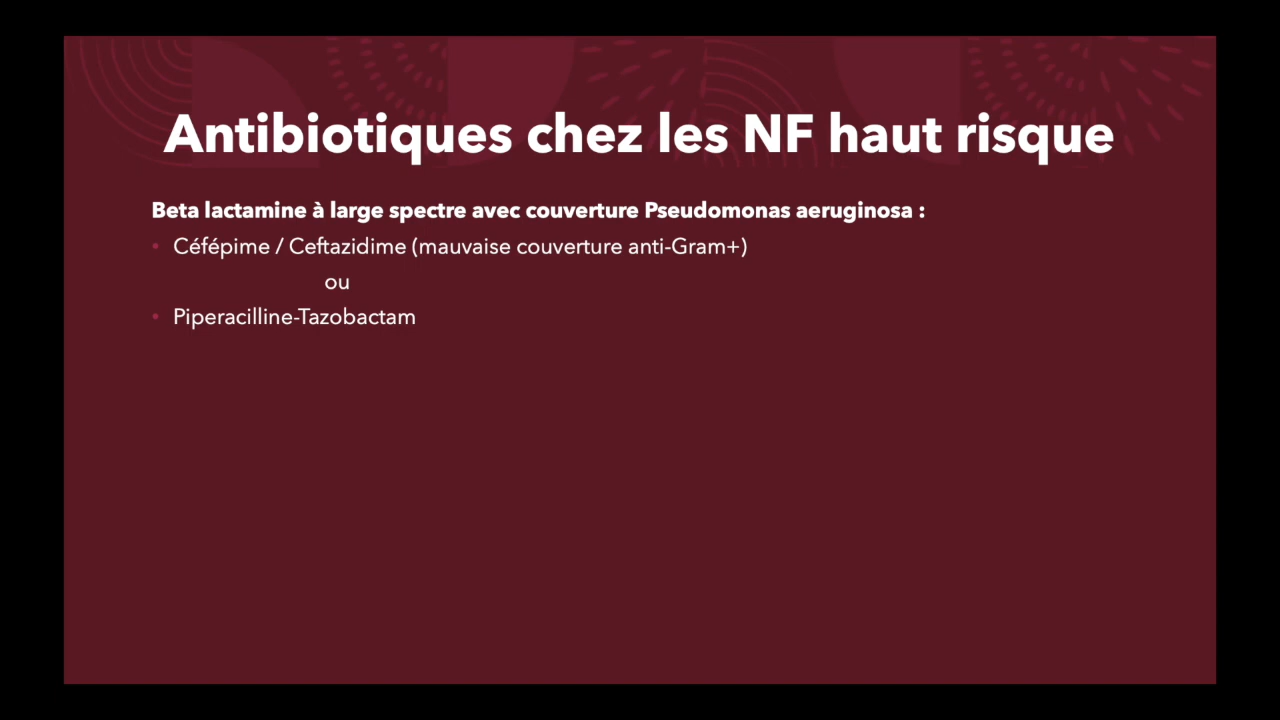 Antibiotiques chez les NF haut risque
Beta lactamine à large spectre avec couverture Pseudomonas aeruginosa :
• Céfépime / Ceftazidime (mauvaise couverture anti-Gram+)
ou
• Piperacilline-Tazobactam